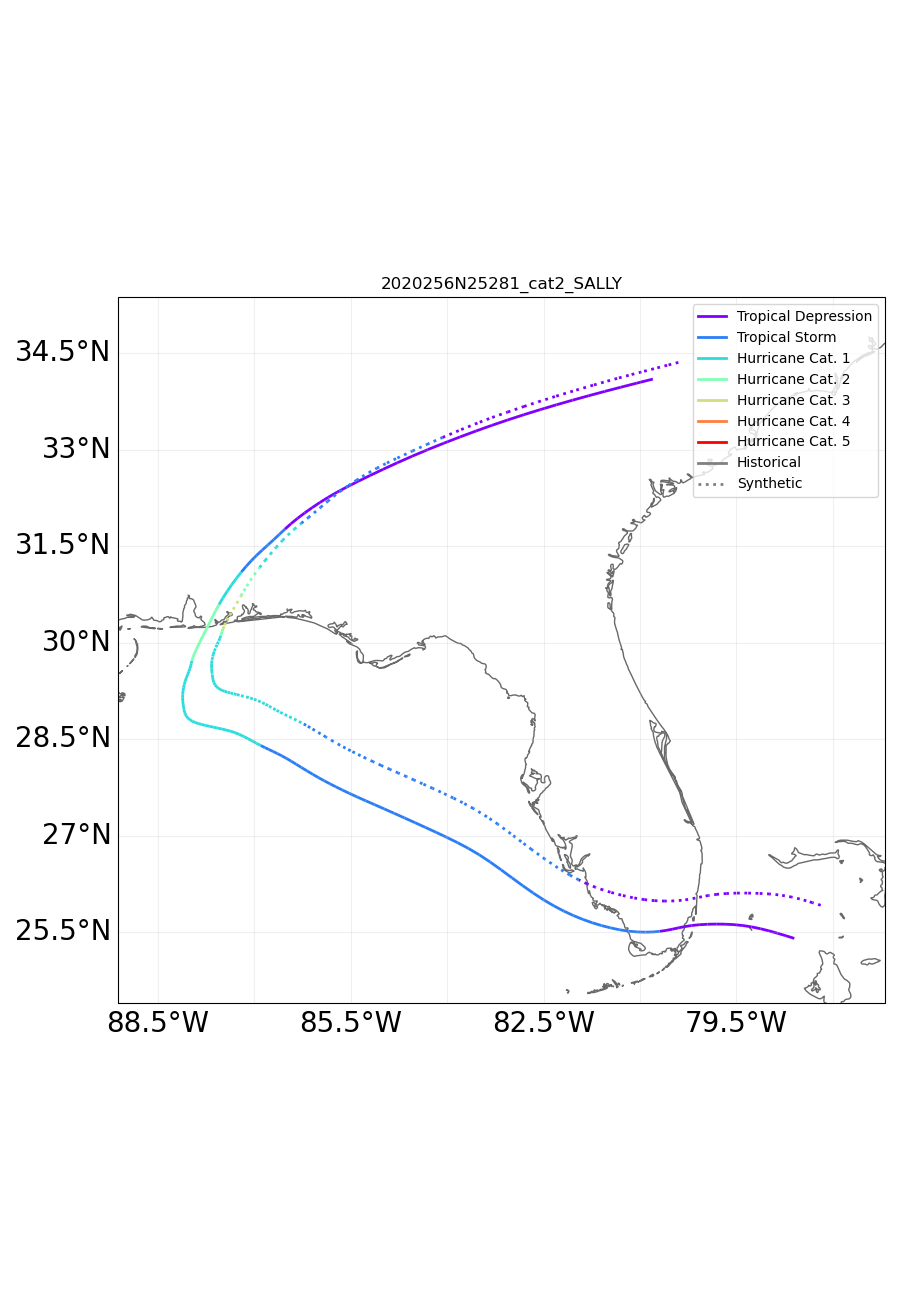 2020256N25281_cat2_SALLY
Tropical Depression
Tropical Storm
Hurricane Cat. 1
Hurricane Cat. 2
Hurricane Cat. 3
Hurricane Cat. 4
Hurricane Cat. 5
Historical
Synthetic
34.5°N
33°N
31.5°N
30°N
28.5°N
27°N
25.5°N
88.5°W 85.5°W 82.5°W 79.5°W